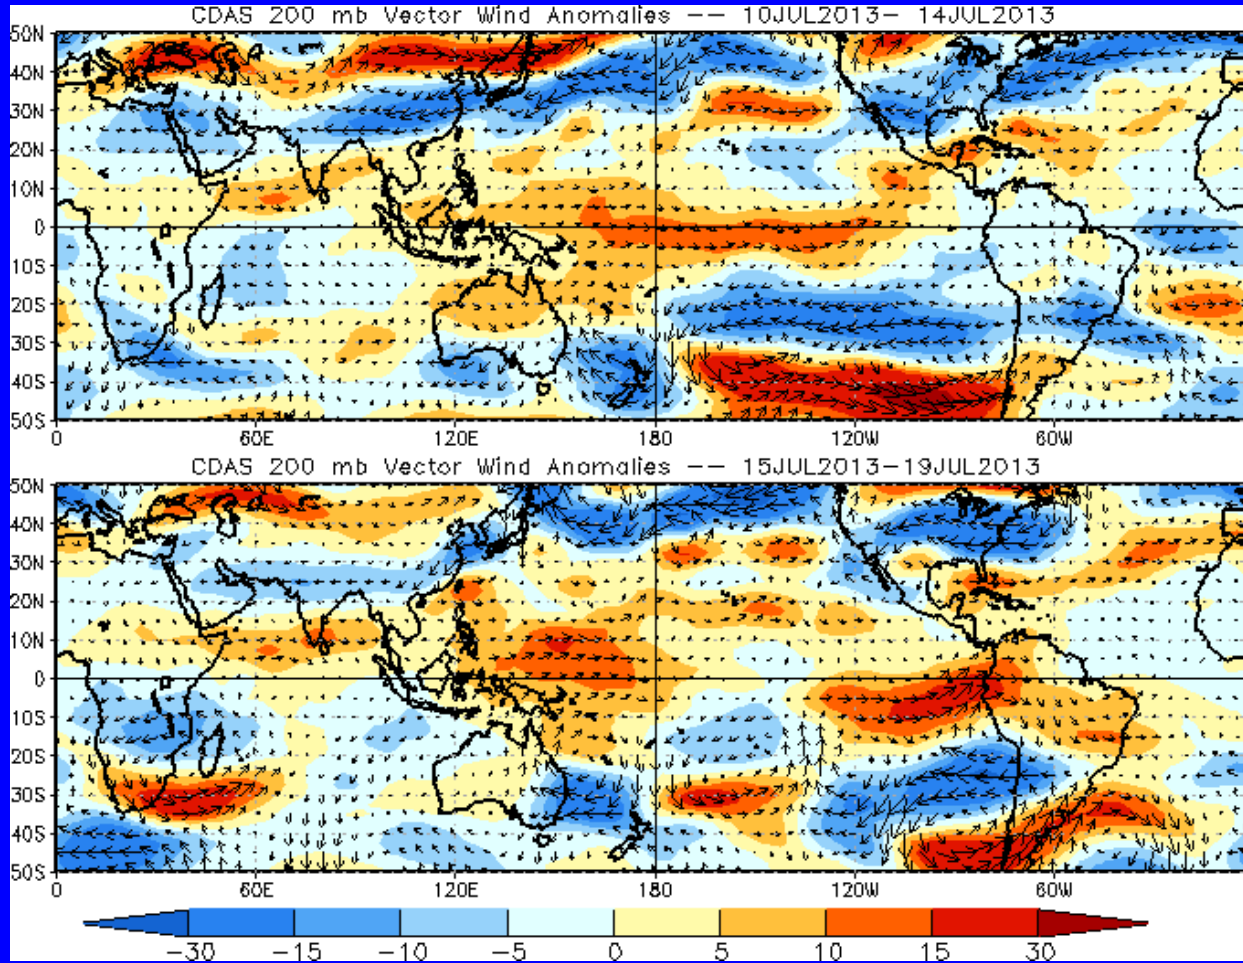 CDAS 200 mb Vector Wind Anomalies -- 10JUL2013- 14JUL2013
50N
40N
30N
20N
10N
0
10S
20S
30S
40S
50S
0 60E 120E 180 120W 60W
CDAS 200 mb Vector Wind Anomalies -- 15JUL2013-19JUL2013
50N
40N
30N
20N
10N
0
10S
20S
30S
40S
50S
0 60E 120E 180 120W 60W
-30 -15 -10 -5 0 5 10 15 30